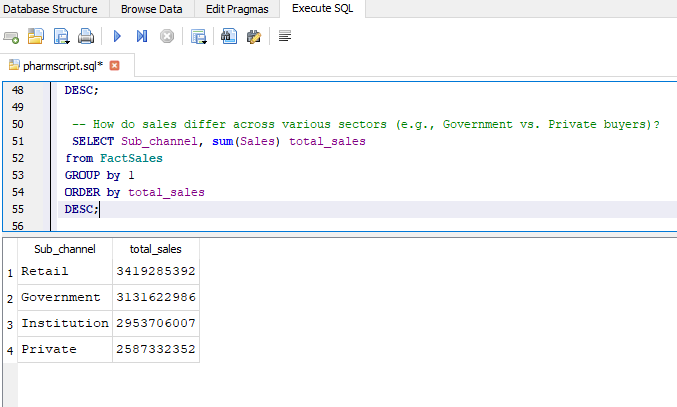 Database Structure Browse Data Edit Pragmas Execute SQL
pharmscript.sql*
48 DESC;
49
50 -- How do sales differ across various sectors (e.g., Government vs. Private buyers)?
51 SELECT Sub_channel, sum(Sales) total_sales
52 from FactSales
53 GROUP by 1
54 ORDER by total_sales
55 DESC;
56
Sub_channel total_sales
1 Retail 3419285392
2 Government 3131622986
3 Institution 2953706007
4 Private 2587332352